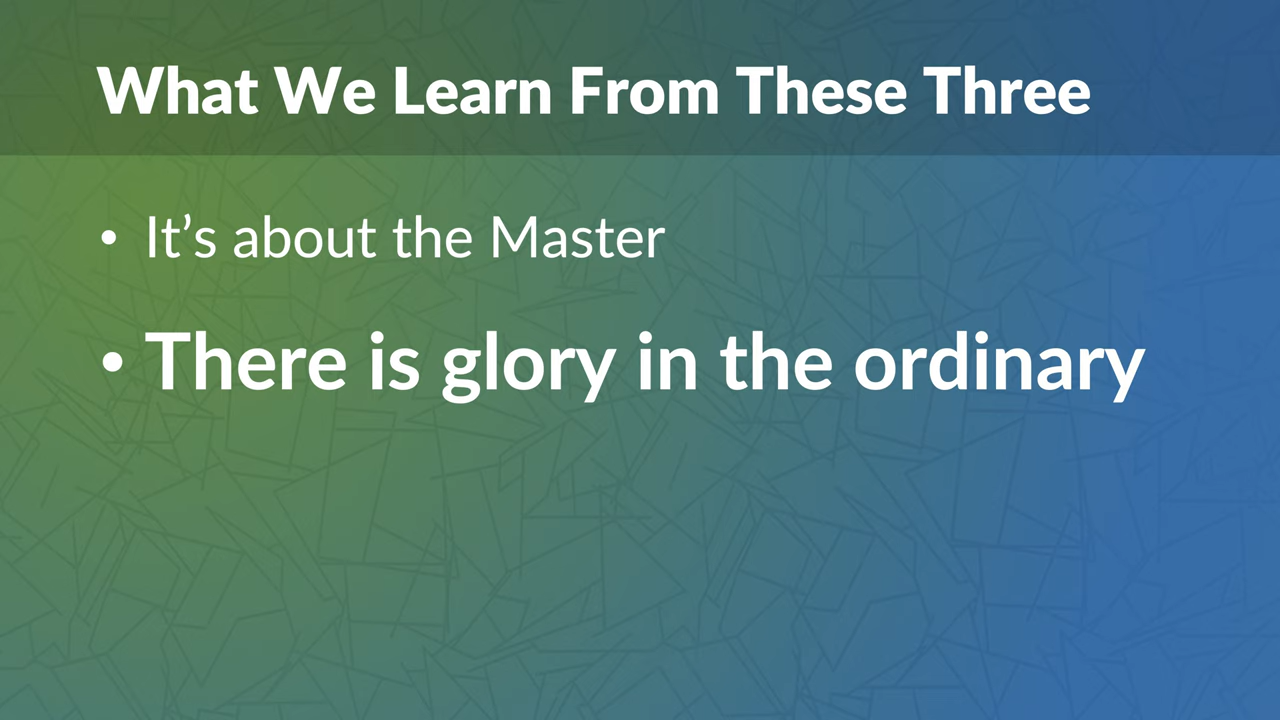 What We Learn From These Three
• It’s about the Master
• There is glory in the ordinary